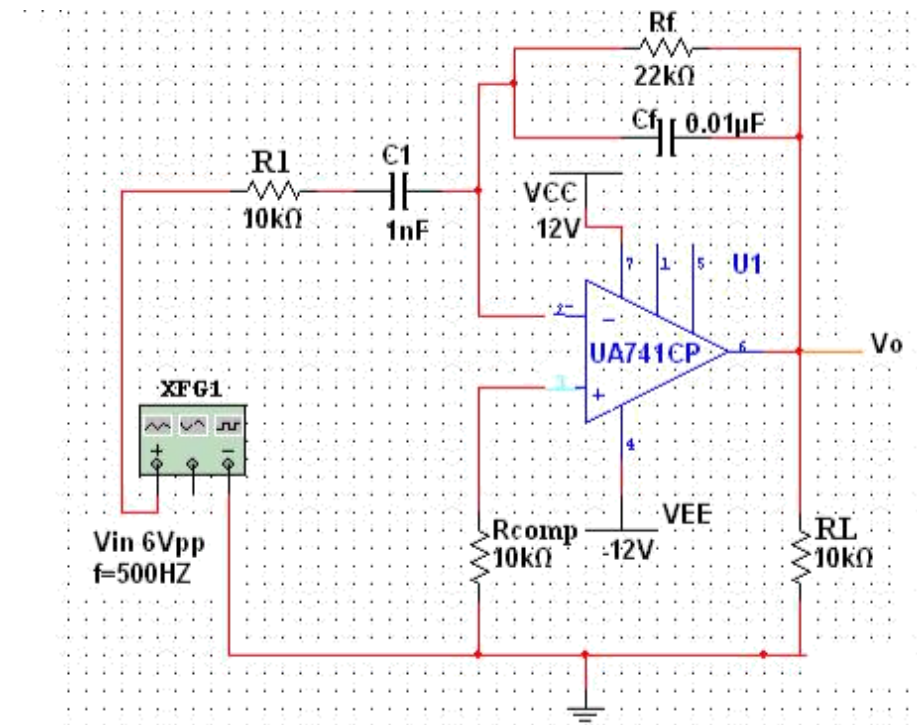 Rf
22kΩ
Cf 0.01µF
R1
10kΩ
C1
1nF
VCC
12V
7 1 5 U1
2
UA741CP
6
Vo
3
4
XFG1
Vin 6Vpp
f=500HZ
Rcomp
10kΩ
VEE
-12V
RL
10kΩ